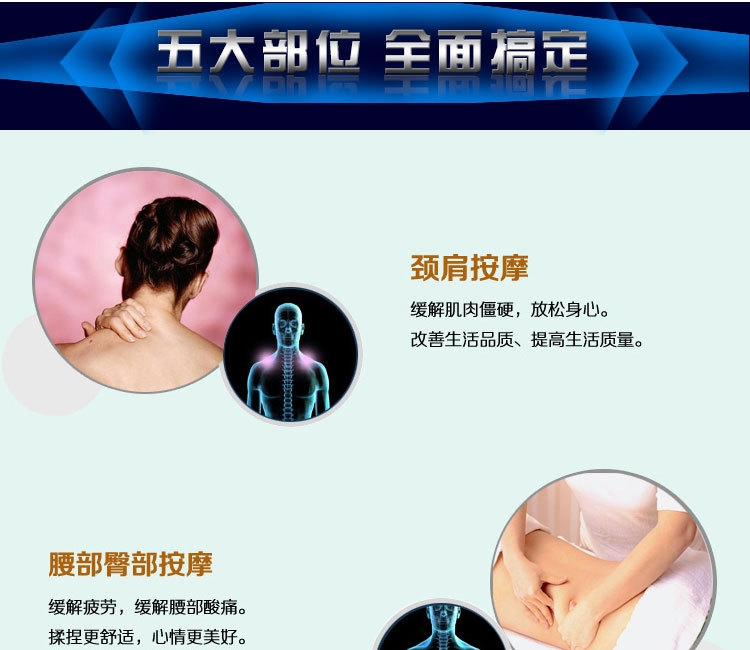 五大部位 全面搞定
颈肩按摩
缓解肌肉僵硬，放松身心。
改善生活品质、提高生活质量。
腰部臀部按摩
缓解疲劳，缓解腰部酸痛。
揉捏更舒适，心情更美好。